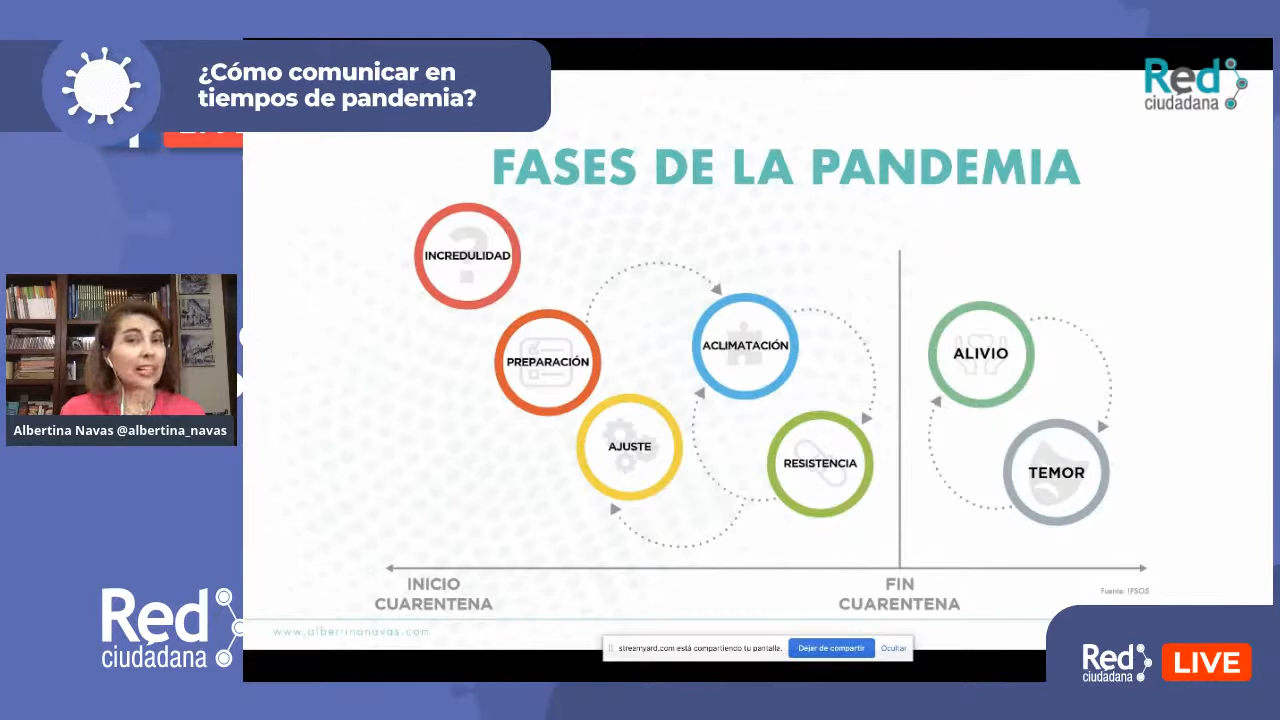 ¿Cómo comunicar en
tiempos de pandemia?
Red
ciudadana
FASES DE LA PANDEMIA
INCREDULIDAD
PREPARACIÓN
AJUSTE
ACLIMATACIÓN
RESISTENCIA
ALIVIO
TEMOR
INICIO
CUARENTENA
FIN
CUARENTENA
Fuente: IPSOS
www.albertinanavas.com
Albertina Navas @albertina_navas
streamyard.com está compartiendo tu pantalla.
Dejar de compartir
Ocultar
Red
ciudadana
Red
ciudadana
LIVE